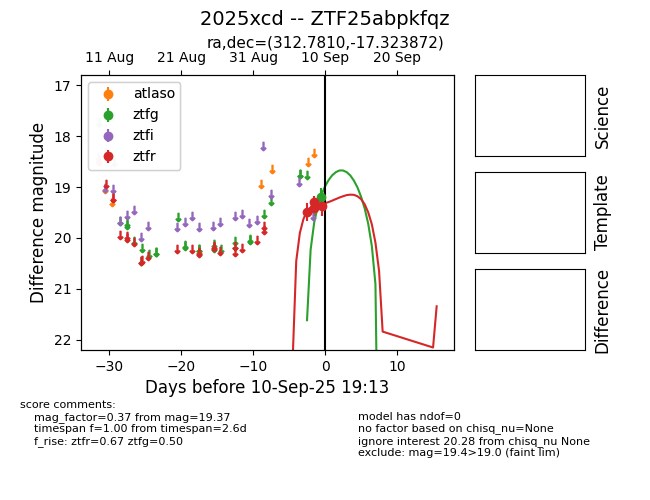 2025xcd -- ZTF25abpkfqz
ra,dec=(312.7810,-17.323872)
11 Aug 21 Aug 31 Aug 10 Sep 20 Sep
atlaso
ztfg
ztfi
ztfr
17
18
19
20
21
22
Difference magnitude
−30 −20 −10 0 10
Days before 10-Sep-25 19:13
Science
Template
Difference
score comments:
mag_factor=0.37 from mag=19.37
timespan f=1.00 from timespan=2.6d
f_rise: ztfr=0.67 ztfg=0.50
model has ndof=0
no factor based on chisq_nu=None
ignore interest 20.28 from chisq_nu None
exclude: mag=19.4>19.0 (faint lim)